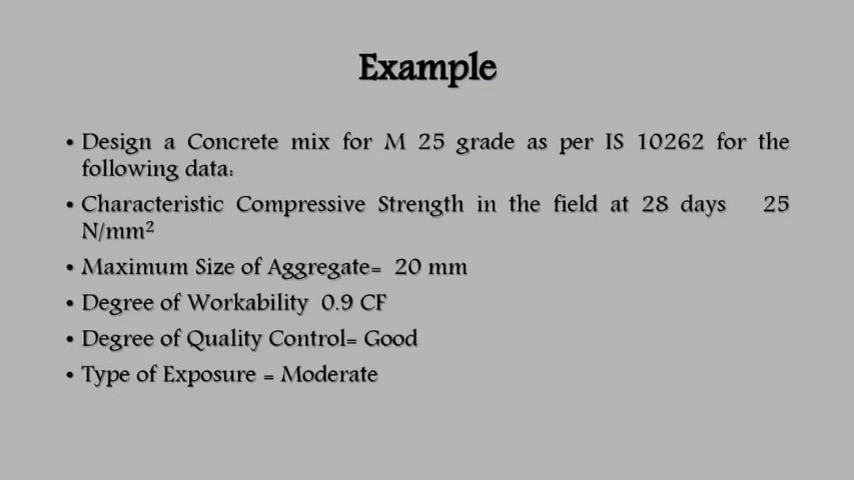 Example
• Design a Concrete mix for M 25 grade as per IS 10262 for the
following data:
• Characteristic Compressive Strength in the field at 28 days 25
N/mm²
• Maximum Size of Aggregate= 20 mm
• Degree of Workability 0.9 CF
• Degree of Quality Control= Good
• Type of Exposure = Moderate